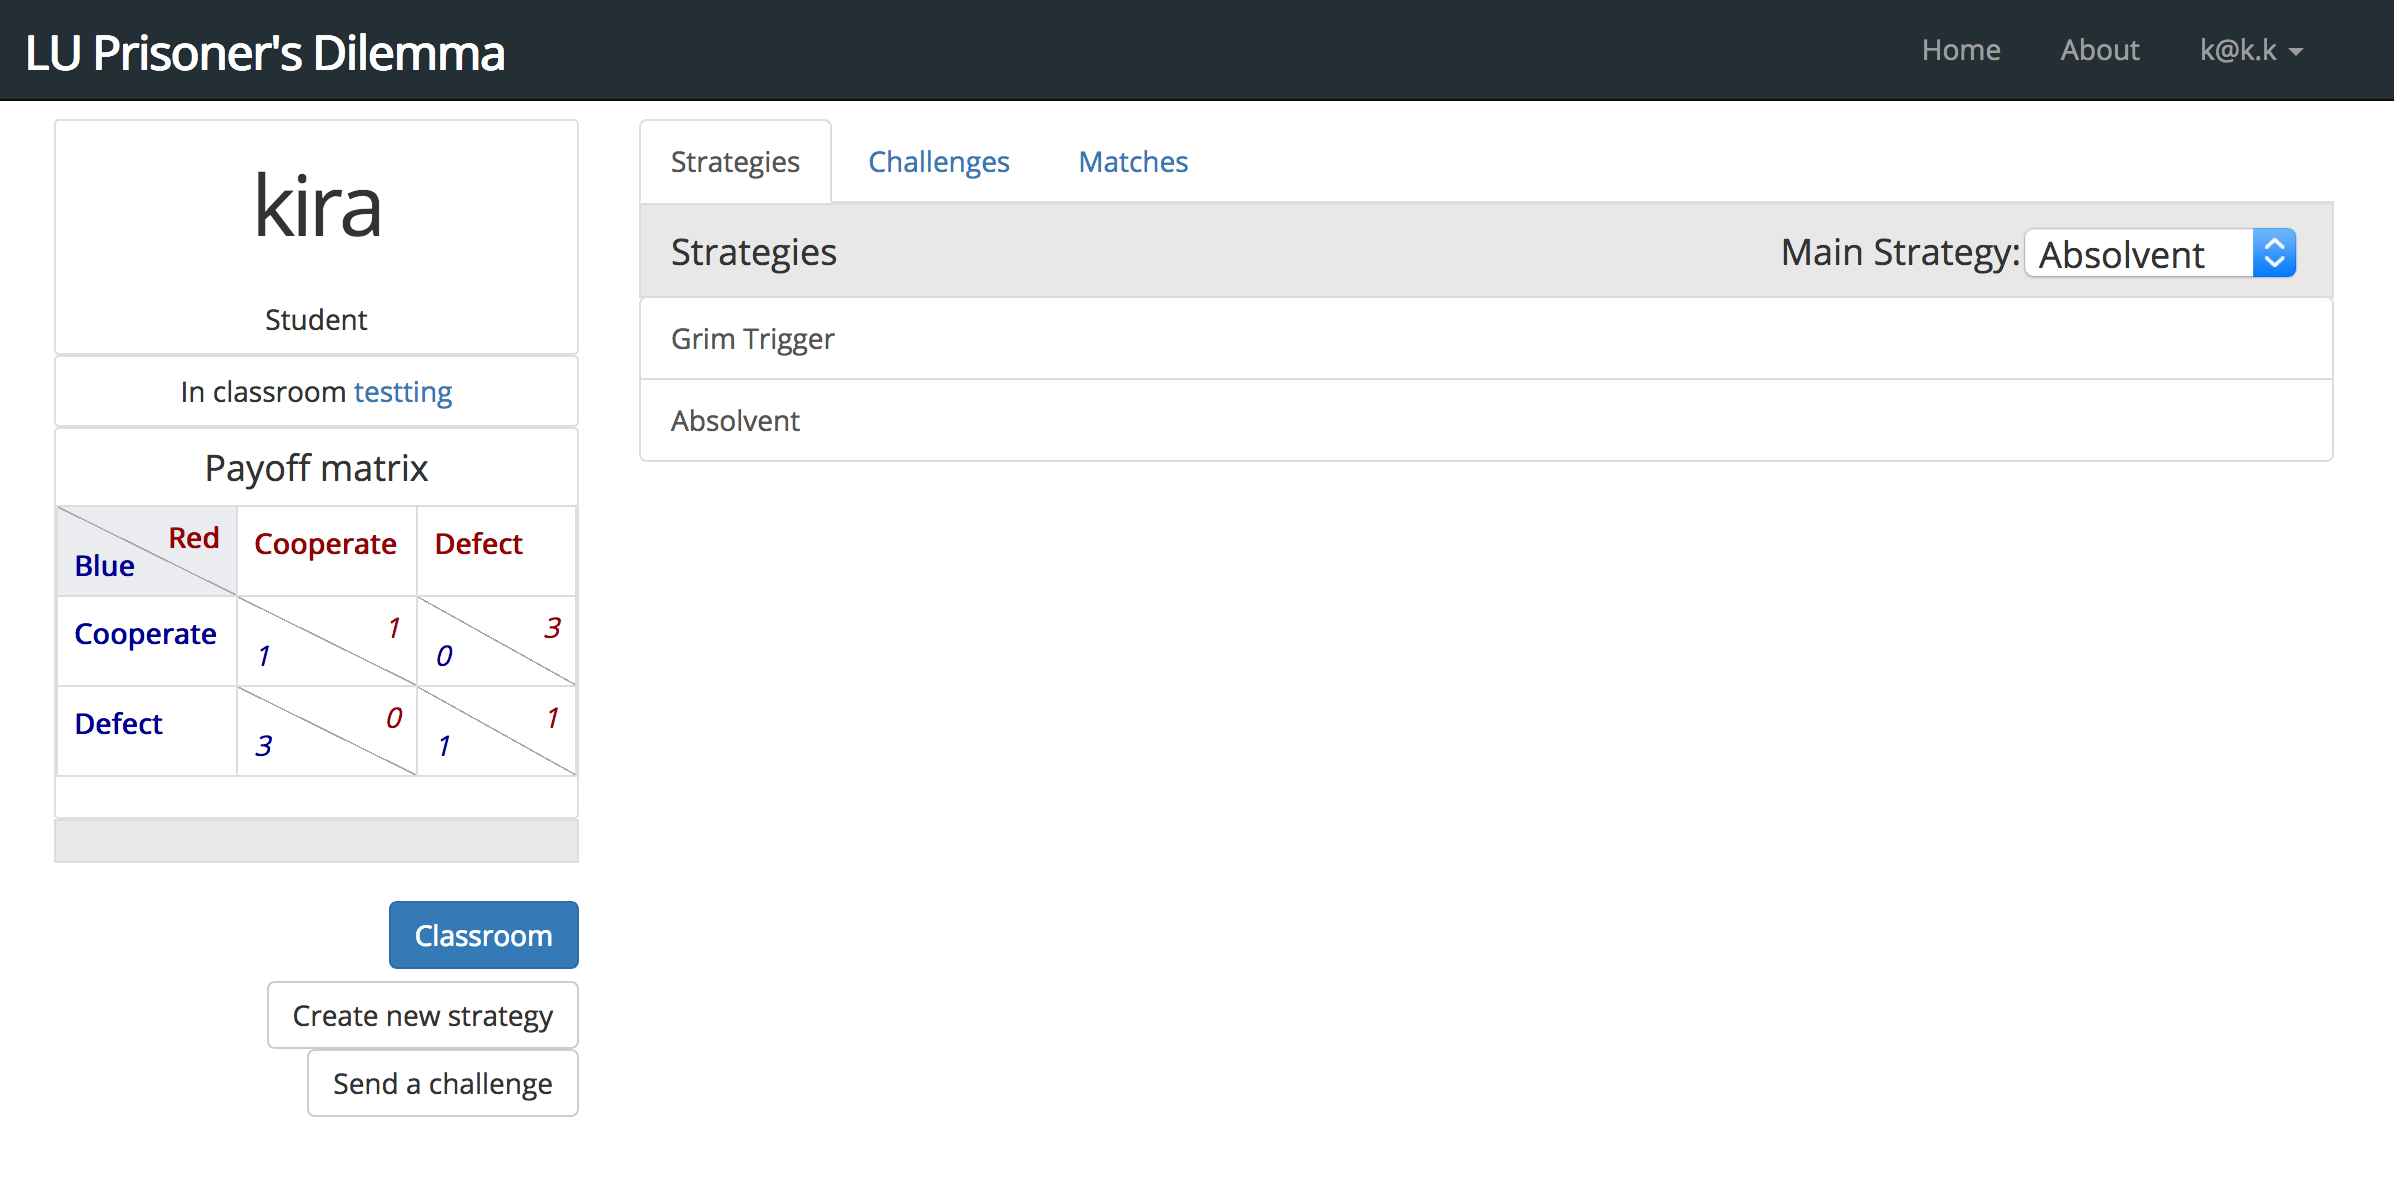 LU Prisoner's Dilemma
Home About k@k.k
kira
Student
In classroom testting
Payoff matrix
Red
Blue
Cooperate Defect
Cooperate
1
1
3
0
Defect
0
3
1
1
Classroom
Create new strategy
Send a challenge
Strategies Challenges Matches
Strategies Main Strategy: Absolvent
Grim Trigger
Absolvent